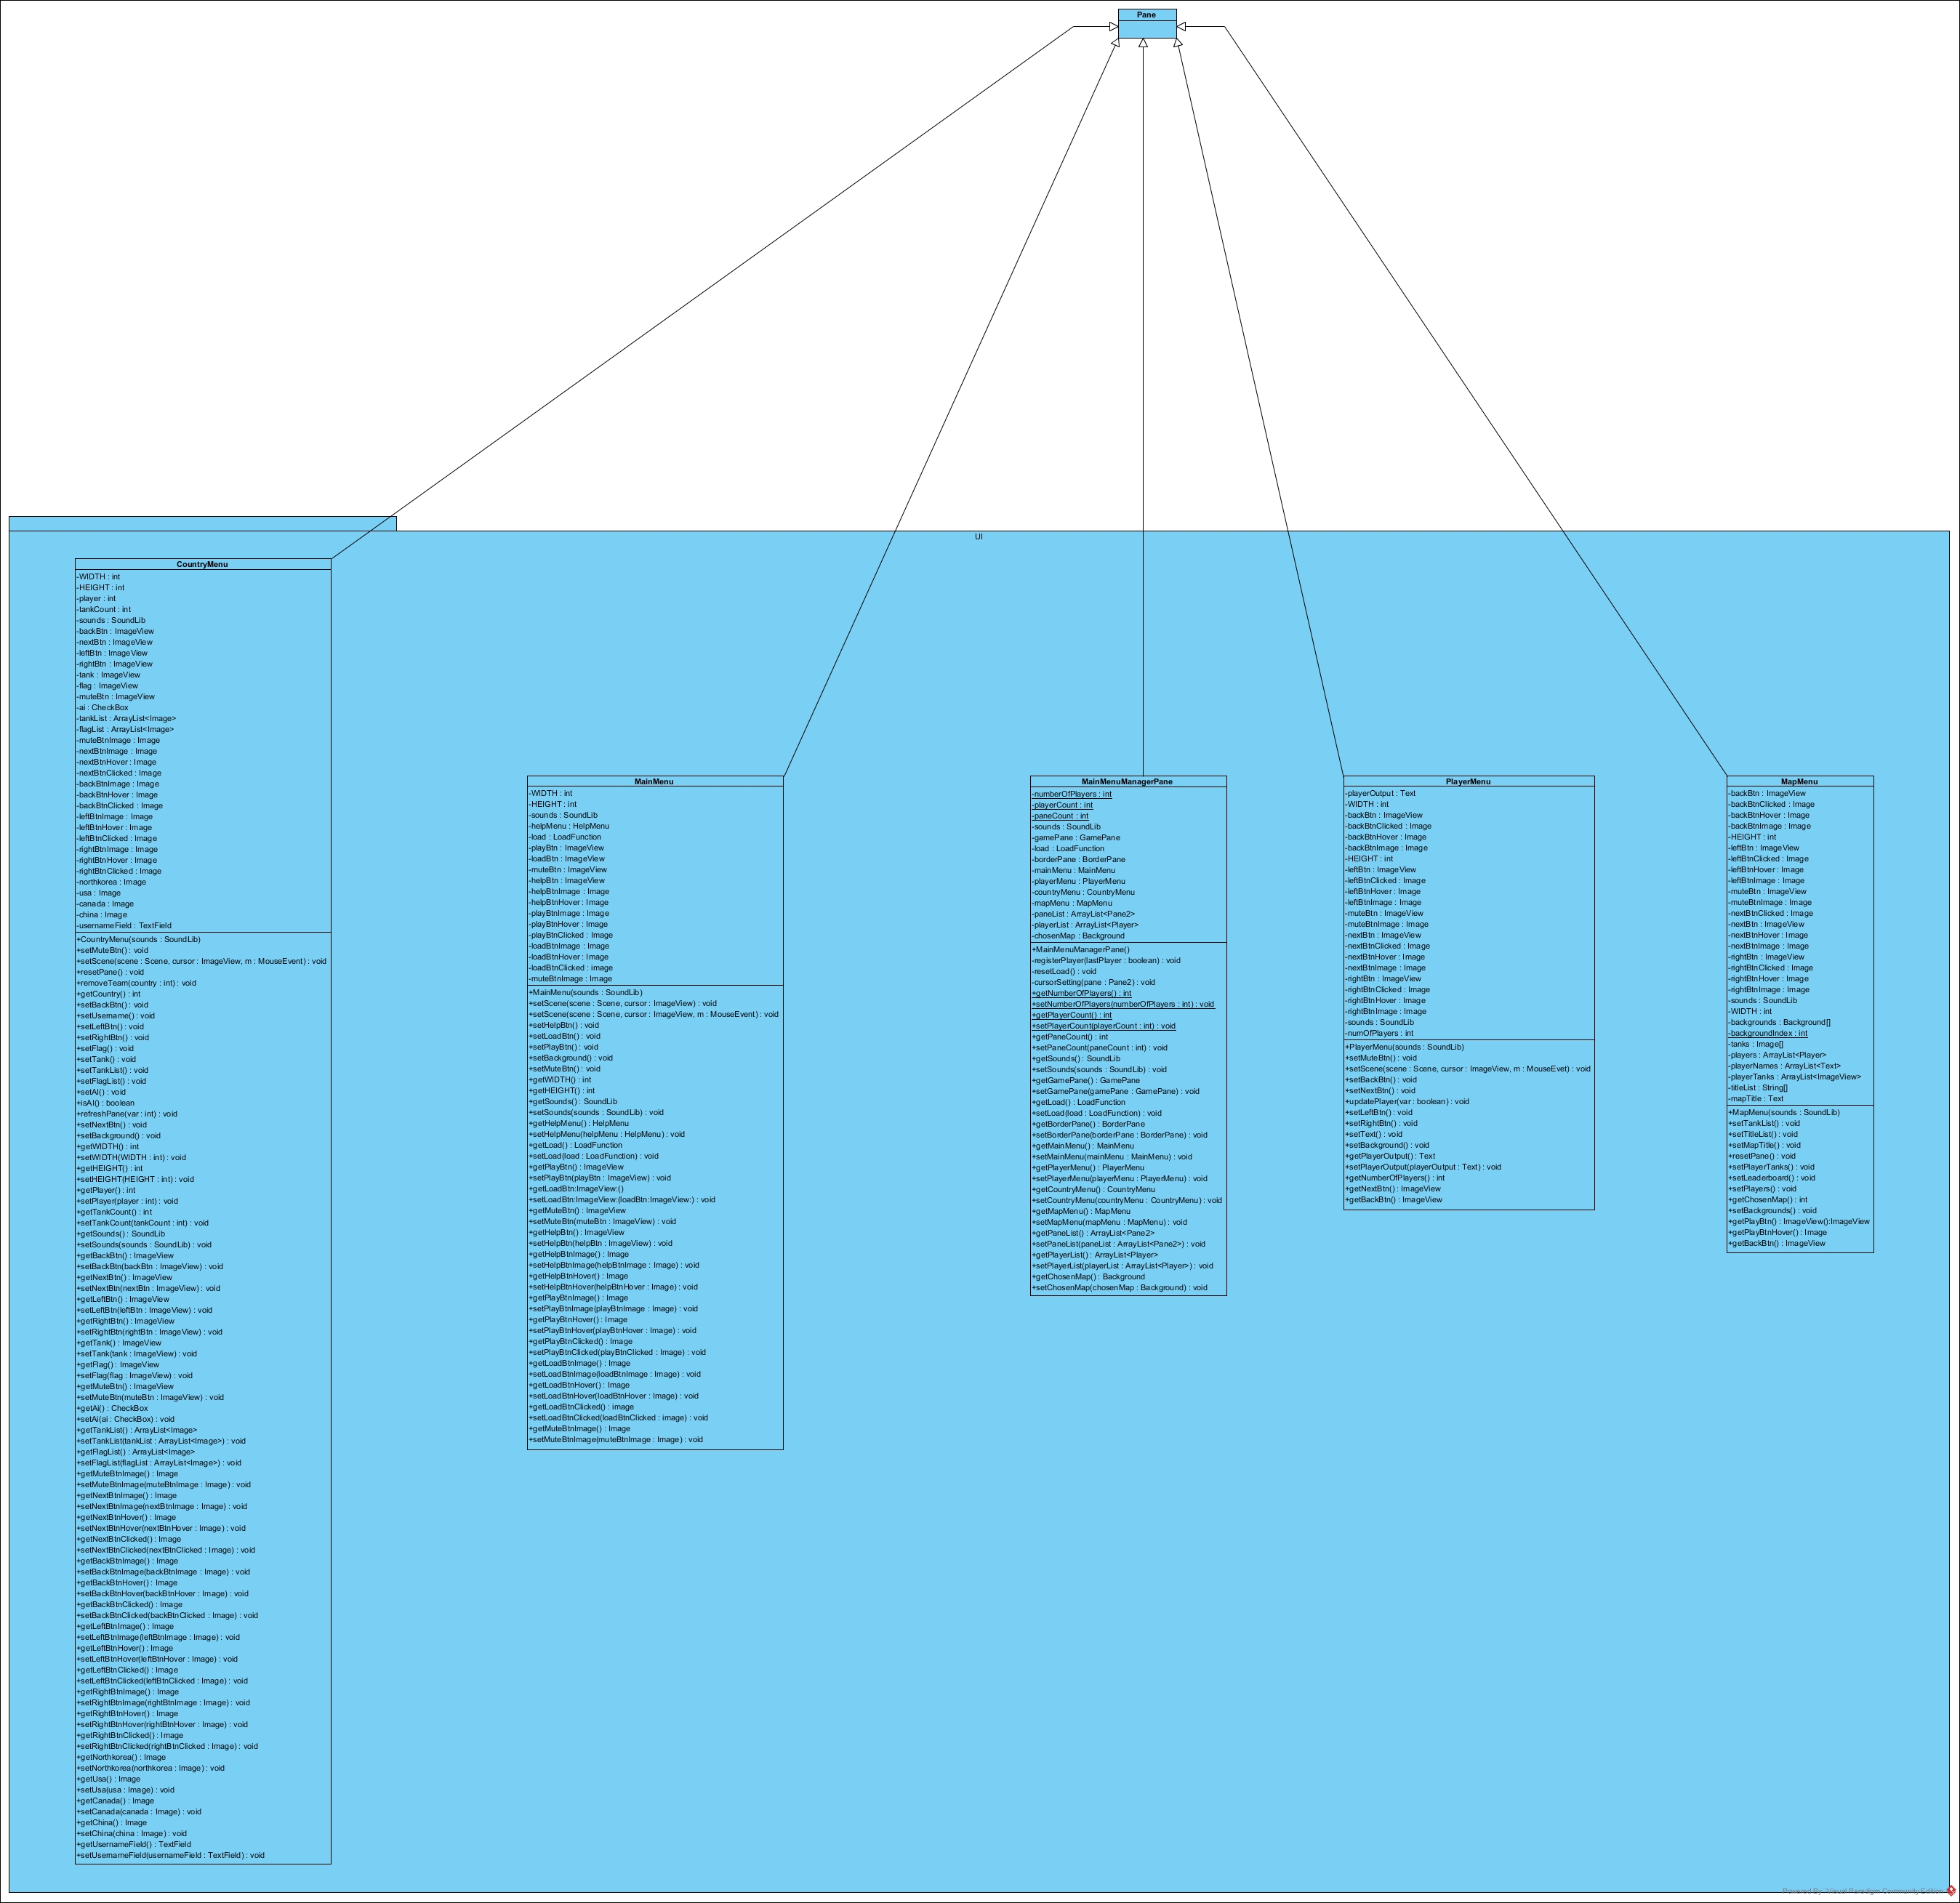 Pane
UI
CountryMenu
-WIDTH : int
-HEIGHT : int
-player : int
-tankCount : int
-sounds : SoundLib
-backBtn : ImageView
-nextBtn : ImageView
-leftBtn : ImageView
-rightBtn : ImageView
-tank : ImageView
-flag : ImageView
-muteBtn : ImageView
-ai : CheckBox
-tankList : ArrayList<Image>
-flagList : ArrayList<Image>
-muteBtnImage : Image
-nextBtnImage : Image
-nextBtnHover : Image
-nextBtnClicked : Image
-backBtnImage : Image
-backBtnHover : Image
-backBtnClicked : Image
-leftBtnImage : Image
-leftBtnHover : Image
-leftBtnClicked : Image
-rightBtnImage : Image
-rightBtnHover : Image
-rightBtnClicked : Image
-northkorea : Image
-usa : Image
-canada : Image
-china : Image
-usernameField : TextField
+CountryMenu(sounds : SoundLib)
+setMuteBtn() : void
+setScene(scene : Scene, cursor : ImageView, m : MouseEvent) : void
+resetPane() : void
+removeTeam(country : int) : void
+getCountry() : int
+setBackBtn() : void
+setUsername() : void
+setLeftBtn() : void
+setRightBtn() : void
+setFlag() : void
+setTank() : void
+setTankList() : void
+setFlagList() : void
+setAI() : void
+isAI() : boolean
+refreshPane(var : int) : void
+setNextBtn() : void
+setBackground() : void
+getWIDTH() : int
+setWIDTH(WIDTH : int) : void
+getHEIGHT() : int
+setHEIGHT(HEIGHT : int) : void
+getPlayer() : int
+setPlayer(player : int) : void
+getTankCount() : int
+setTankCount(tankCount : int) : void
+getSounds() : SoundLib
+setSounds(sounds : SoundLib) : void
+getBackBtn() : ImageView
+setBackBtn(backBtn : ImageView) : void
+getNextBtn() : ImageView
+setNextBtn(nextBtn : ImageView) : void
+getLeftBtn() : ImageView
+setLeftBtn(leftBtn : ImageView) : void
+getRightBtn() : ImageView
+setRightBtn(rightBtn : ImageView) : void
+getTank() : ImageView
+setTank(tank : ImageView) : void
+getFlag() : ImageView
+setFlag(flag : ImageView) : void
+getMuteBtn() : ImageView
+setMuteBtn(muteBtn : ImageView) : void
+getAi() : CheckBox
+setAi(ai : CheckBox) : void
+getTankList() : ArrayList<Image>
+setTankList(tankList : ArrayList<Image>) : void
+getFlagList() : ArrayList<Image>
+setFlagList(flagList : ArrayList<Image>) : void
+getMuteBtnImage() : Image
+setMuteBtnImage(muteBtnImage : Image) : void
+getNextBtnImage() : Image
+setNextBtnImage(nextBtnImage : Image) : void
+getNextBtnHover() : Image
+setNextBtnHover(nextBtnHover : Image) : void
+getNextBtnClicked() : Image
+setNextBtnClicked(nextBtnClicked : Image) : void
+getBackBtnImage() : Image
+setBackBtnImage(backBtnImage : Image) : void
+getBackBtnHover() : Image
+setBackBtnHover(backBtnHover : Image) : void
+getBackBtnClicked() : Image
+setBackBtnClicked(backBtnClicked : Image) : void
+getLeftBtnImage() : Image
+setLeftBtnImage(leftBtnImage : Image) : void
+getLeftBtnHover() : Image
+setLeftBtnHover(leftBtnHover : Image) : void
+getLeftBtnClicked() : Image
+setLeftBtnClicked(leftBtnClicked : Image) : void
+getRightBtnImage() : Image
+setRightBtnImage(rightBtnImage : Image) : void
+getRightBtnHover() : Image
+setRightBtnHover(rightBtnHover : Image) : void
+getRightBtnClicked() : Image
+setRightBtnClicked(rightBtnClicked : Image) : void
+getNorthkorea() : Image
+setNorthkorea(northkorea : Image) : void
+getUsa() : Image
+setUsa(usa : Image) : void
+getCanada() : Image
+setCanada(canada : Image) : void
+getChina() : Image
+setChina(china : Image) : void
+getUsernameField() : TextField
+setUsernameField(usernameField : TextField) : void
MainMenu
-WIDTH : int
-HEIGHT : int
-sounds : SoundLib
-helpMenu : HelpMenu
-load : LoadFunction
-playBtn : ImageView
-loadBtn : ImageView
-muteBtn : ImageView
-helpBtn : ImageView
-helpBtnImage : Image
-helpBtnHover : Image
-playBtnImage : Image
-playBtnHover : Image
-playBtnClicked : Image
-loadBtnImage : Image
-loadBtnHover : Image
-loadBtnClicked : image
-muteBtnImage : Image
+MainMenu(sounds : SoundLib)
+setScene(scene : Scene, cursor : ImageView) : void
+setScene(scene : Scene, cursor : ImageView, m : MouseEvent) : void
+setHelpBtn() : void
+setLoadBtn() : void
+setPlayBtn() : void
+setBackground() : void
+setMuteBtn() : void
+getWIDTH() : int
+getHEIGHT() : int
+getSounds() : SoundLib
+setSounds(sounds : SoundLib) : void
+getHelpMenu() : HelpMenu
+setHelpMenu(helpMenu : HelpMenu) : void
+getLoad() : LoadFunction
+setLoad(load : LoadFunction) : void
+getPlayBtn() : ImageView
+setPlayBtn(playBtn : ImageView) : void
+getLoadBtn:ImageView:()
+setLoadBtn:ImageView:(loadBtn:ImageView:) : void
+getMuteBtn() : ImageView
+setMuteBtn(muteBtn : ImageView) : void
+getHelpBtn() : ImageView
+setHelpBtn(helpBtn : ImageView) : void
+getHelpBtnImage() : Image
+setHelpBtnImage(helpBtnImage : Image) : void
+getHelpBtnHover() : Image
+setHelpBtnHover(helpBtnHover : Image) : void
+getPlayBtnImage() : Image
+setPlayBtnImage(playBtnImage : Image) : void
+getPlayBtnHover() : Image
+setPlayBtnHover(playBtnHover : Image) : void
+getPlayBtnClicked() : Image
+setPlayBtnClicked(playBtnClicked : Image) : void
+getLoadBtnImage() : Image
+setLoadBtnImage(loadBtnImage : Image) : void
+getLoadBtnHover() : Image
+setLoadBtnHover(loadBtnHover : Image) : void
+getLoadBtnClicked() : image
+setLoadBtnClicked(loadBtnClicked : image) : void
+getMuteBtnImage() : Image
+setMuteBtnImage(muteBtnImage : Image) : void
MainMenuManagerPane
-numberOfPlayers : int
-playerCount : int
-paneCount : int
-sounds : SoundLib
-gamePane : GamePane
-load : LoadFunction
-borderPane : BorderPane
-mainMenu : MainMenu
-playerMenu : PlayerMenu
-countryMenu : CountryMenu
-mapMenu : MapMenu
-paneList : ArrayList<Pane2>
-playerList : ArrayList<Player>
-chosenMap : Background
+MainMenuManagerPane()
-registerPlayer(lastPlayer : boolean) : void
-resetLoad() : void
-cursorSetting(pane : Pane2) : void
+getNumberOfPlayers() : int
+setNumberOfPlayers(numberOfPlayers : int) : void
+getPlayerCount() : int
+setPlayerCount(playerCount : int) : void
+getPaneCount() : int
+setPaneCount(paneCount : int) : void
+getSounds() : SoundLib
+setSounds(sounds : SoundLib) : void
+getGamePane() : GamePane
+setGamePane(gamePane : GamePane) : void
+getLoad() : LoadFunction
+setLoad(load : LoadFunction) : void
+getBorderPane() : BorderPane
+setBorderPane(borderPane : BorderPane) : void
+getMainMenu() : MainMenu
+setMainMenu(mainMenu : MainMenu) : void
+getPlayerMenu() : PlayerMenu
+setPlayerMenu(playerMenu : PlayerMenu) : void
+getCountryMenu() : CountryMenu
+setCountryMenu(countryMenu : CountryMenu) : void
+getMapMenu() : MapMenu
+setMapMenu(mapMenu : MapMenu) : void
+getPaneList() : ArrayList<Pane2>
+setPaneList(paneList : ArrayList<Pane2>) : void
+getPlayerList() : ArrayList<Player>
+setPlayerList(playerList : ArrayList<Player>) : void
+getChosenMap() : Background
+setChosenMap(chosenMap : Background) : void
PlayerMenu
-playerOutput : Text
-WIDTH : int
-backBtn : ImageView
-backBtnClicked : Image
-backBtnHover : Image
-backBtnImage : Image
-HEIGHT : int
-leftBtn : ImageView
-leftBtnClicked : Image
-leftBtnHover : Image
-leftBtnImage : Image
-muteBtn : ImageView
-muteBtnImage : Image
-nextBtn : ImageView
-nextBtnClicked : Image
-nextBtnHover : Image
-nextBtnImage : Image
-rightBtn : ImageView
-rightBtnClicked : Image
-rightBtnHover : Image
-rightBtnImage : Image
-sounds : SoundLib
-numOfPlayers : int
+PlayerMenu(sounds : SoundLib)
+setMuteBtn() : void
+setScene(scene : Scene, cursor : ImageView, m : MouseEvet) : void
+setBackBtn() : void
+setNextBtn() : void
+updatePlayer(var : boolean) : void
+setLeftBtn() : void
+setRightBtn() : void
+setText() : void
+setBackground() : void
+getPlayerOutput() : Text
+setPlayerOutput(playerOutput : Text) : void
+getNumberOfPlayers() : int
+getNextBtn() : ImageView
+getBackBtn() : ImageView
MapMenu
-backBtn : ImageView
-backBtnClicked : Image
-backBtnHover : Image
-backBtnImage : Image
-HEIGHT : int
-leftBtn : ImageView
-leftBtnClicked : Image
-leftBtnHover : Image
-leftBtnImage : Image
-muteBtn : ImageView
-muteBtnImage : Image
-nextBtnClicked : Image
-nextBtn : ImageView
-nextBtnHover : Image
-nextBtnImage : Image
-rightBtn : ImageView
-rightBtnClicked : Image
-rightBtnHover : Image
-rightBtnImage : Image
-sounds : SoundLib
-WIDTH : int
-backgrounds : Background[]
-backgroundIndex : int
-tanks : Image[]
-players : ArrayList<Player>
-playerNames : ArrayList<Text>
-playerTanks : ArrayList<ImageView>
-titleList : String[]
-mapTitle : Text
+MapMenu(sounds : SoundLib)
+setTankList() : void
+setTitleList() : void
+setMapTitle() : void
+resetPane() : void
+setPlayerTanks() : void
+setLeaderboard() : void
+setPlayers() : void
+getChosenMap() : int
+setBackgrounds() : void
+getPlayBtn() : ImageView():ImageView
+getPlayBtnHover() : Image
+getBackBtn() : ImageView
Powered By Visual Paradigm Community Edition